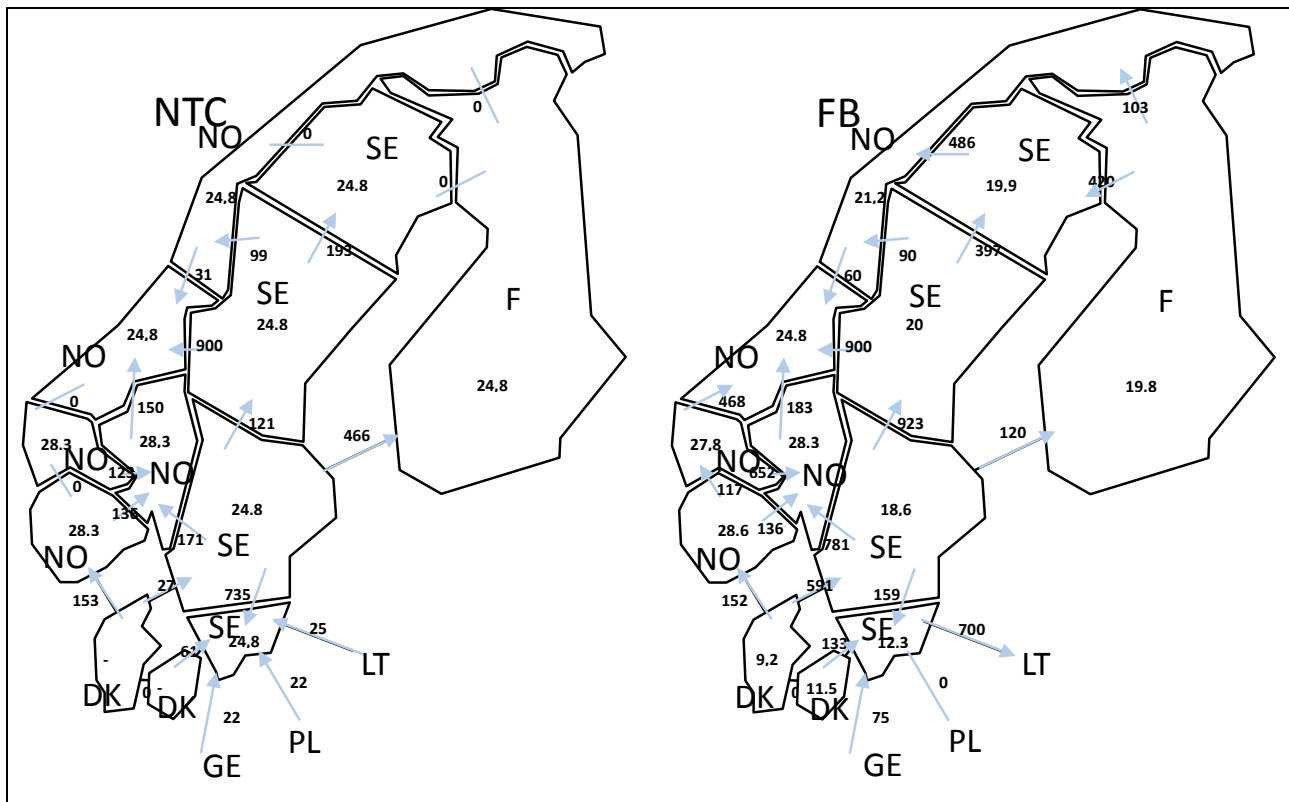 NTC
NO
0
0
SE
24.8
0
24,8
193
99
31
SE
24.8
F
24,8
900
NO
24,8
0
150
121
466
28.3
28,3
NO
123
NO
0
136
24.8
28.3
171
SE
NO
153
27
735
SE
24,8
25
LT
61
-
0
-
DK
DK
22
22
PL
GE
FB
NO
103
486
SE
19,9
420
21,2
397
90
60
SE
20
F
19.8
24.8
900
NO
468
183
923
120
27,8
28.3
NO
652
NO
117
136
18,6
28.6
781
SE
NO
152
591
159
SE
12.3
700
LT
133
9,2
0
11.5
DK
DK
0
75
PL
GE